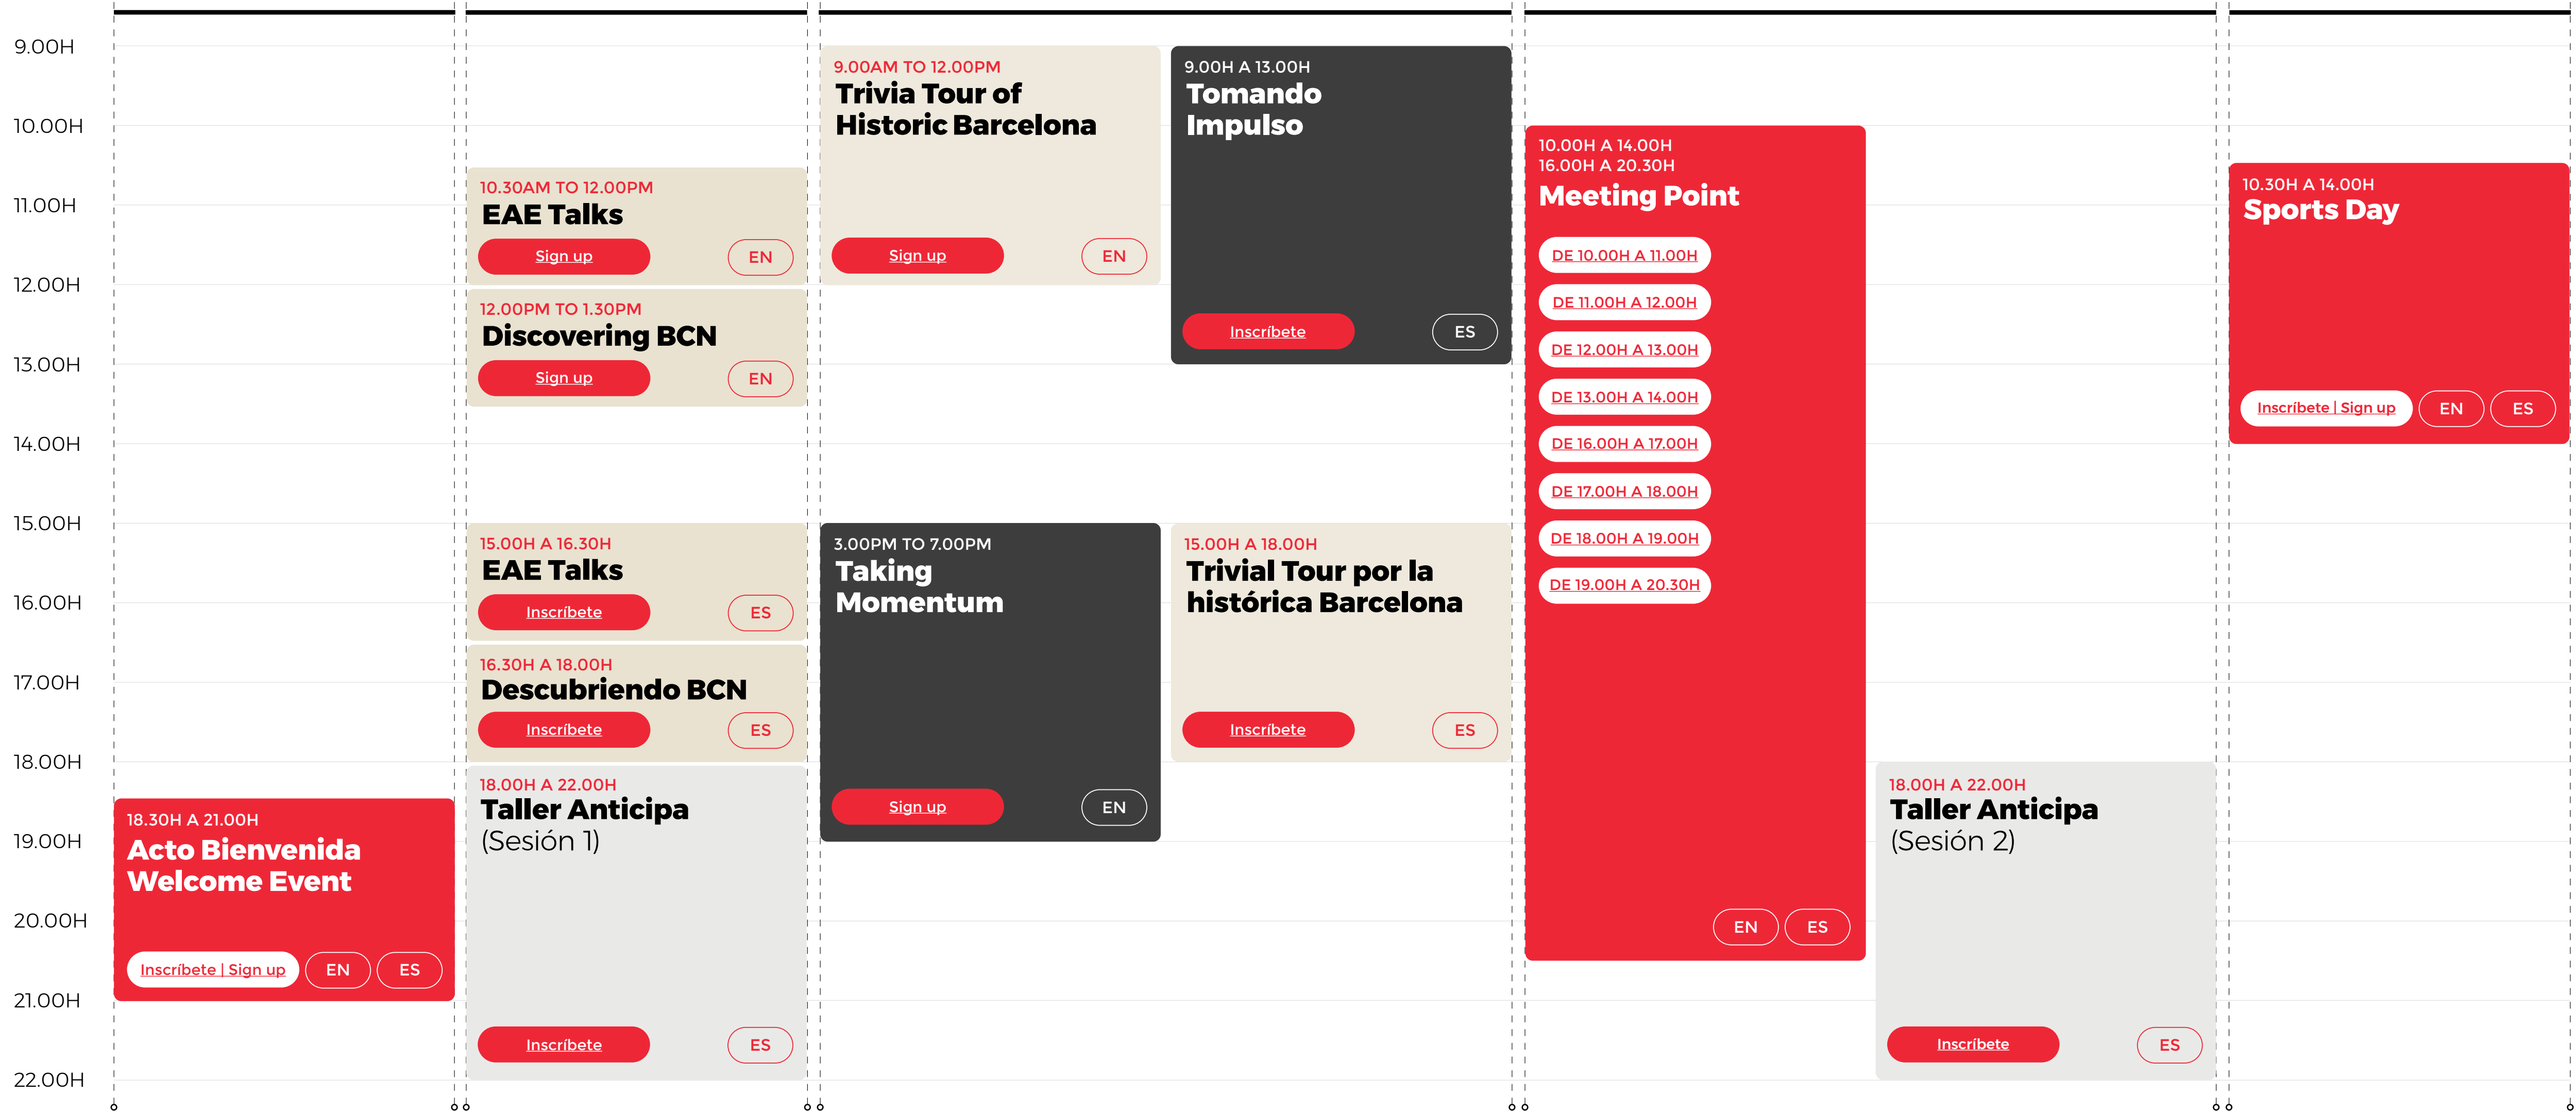 9.00H
10.00H
11.00H
12.00H
13.00H
14.00H
15.00H
16.00H
17.00H
18.00H
19.00H
20.00H
21.00H
22.00H
18.30H A 21.00H
Acto Bienvenida
Welcome Event
Inscríbete | Sign up
EN
ES
10.30AM TO 12.00PM
EAE Talks
Sign up
EN
12.00PM TO 1.30PM
Discovering BCN
Sign up
EN
15.00H A 16.30H
EAE Talks
Inscríbete
ES
16.30H A 18.00H
Descubriendo BCN
Inscríbete
ES
18.00H A 22.00H
Taller Anticipa
(Sesión 1)
Inscríbete
ES
9.00AM TO 12.00PM
Trivia Tour of
Historic Barcelona
Sign up
EN
3.00PM TO 7.00PM
Taking
Momentum
Sign up
EN
9.00H A 13.00H
Tomando
Impulso
Inscríbete
ES
15.00H A 18.00H
Trivial Tour por la
histórica Barcelona
Inscríbete
ES
10.00H A 14.00H
16.00H A 20.30H
Meeting Point
DE 10.00H A 11.00H
DE 11.00H A 12.00H
DE 12.00H A 13.00H
DE 13.00H A 14.00H
DE 16.00H A 17.00H
DE 17.00H A 18.00H
DE 18.00H A 19.00H
DE 19.00H A 20.30H
EN
ES
18.00H A 22.00H
Taller Anticipa
(Sesión 2)
Inscríbete
ES
10.30H A 14.00H
Sports Day
Inscríbete | Sign up
EN
ES